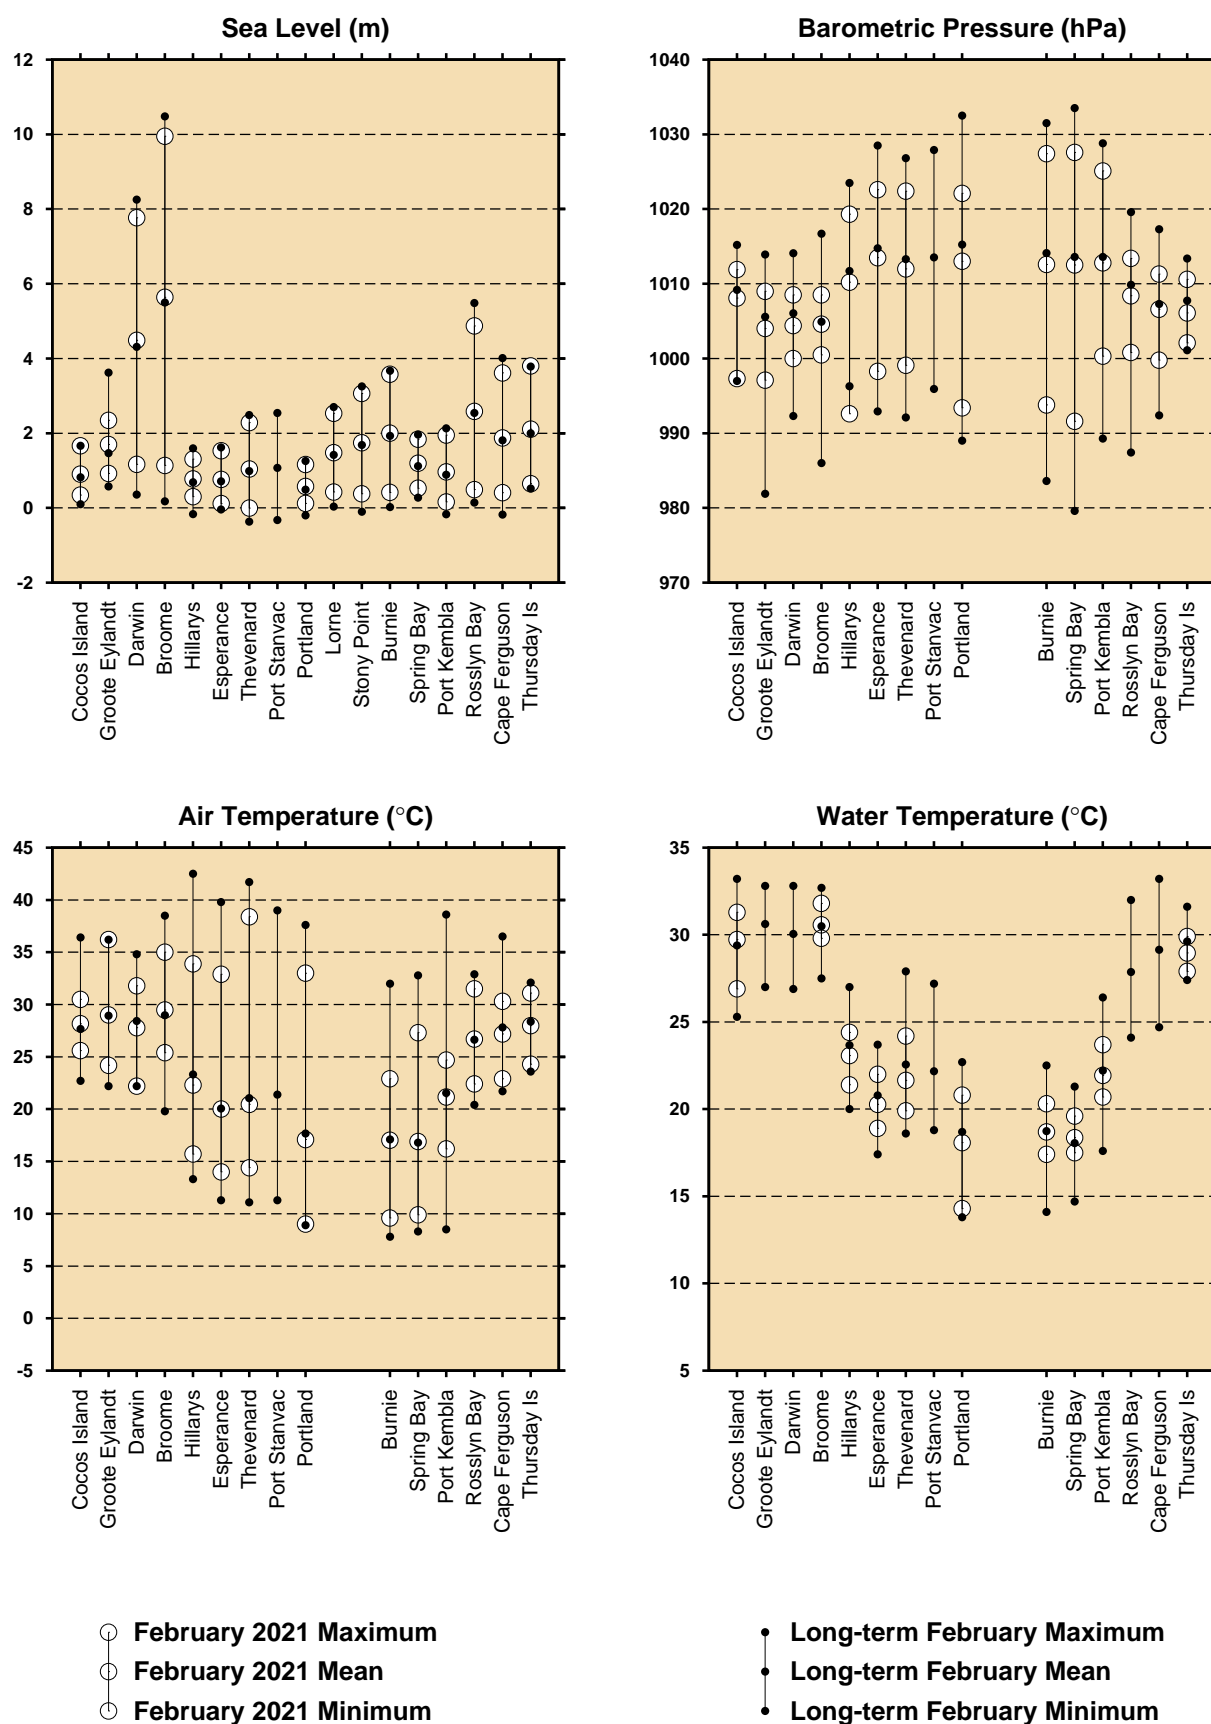 Sea Level (m)
12
10
8
6
4
2
0
-2
Cocos Island
Groote Eylandt
Darwin
Broome
Hillarys
Esperance
Thevenard
Port Stanvac
Portland
Lorne
Stony Point
Burnie
Spring Bay
Port Kembla
Rosslyn Bay
Cape Ferguson
Thursday Is
Barometric Pressure (hPa)
1040
1030
1020
1010
1000
990
980
970
Cocos Island
Groote Eylandt
Darwin
Broome
Hillarys
Esperance
Thevenard
Port Stanvac
Portland
Burnie
Spring Bay
Port Kembla
Rosslyn Bay
Cape Ferguson
Thursday Is
Air Temperature (°C)
45
40
35
30
25
20
15
10
5
0
-5
Cocos Island
Groote Eylandt
Darwin
Broome
Hillarys
Esperance
Thevenard
Port Stanvac
Portland
Burnie
Spring Bay
Port Kembla
Rosslyn Bay
Cape Ferguson
Thursday Is
Water Temperature (°C)
35
30
25
20
15
10
5
Cocos Island
Groote Eylandt
Darwin
Broome
Hillarys
Esperance
Thevenard
Port Stanvac
Portland
Burnie
Spring Bay
Port Kembla
Rosslyn Bay
Cape Ferguson
Thursday Is
February 2021 Maximum
February 2021 Mean
February 2021 Minimum
Long-term February Maximum
Long-term February Mean
Long-term February Minimum